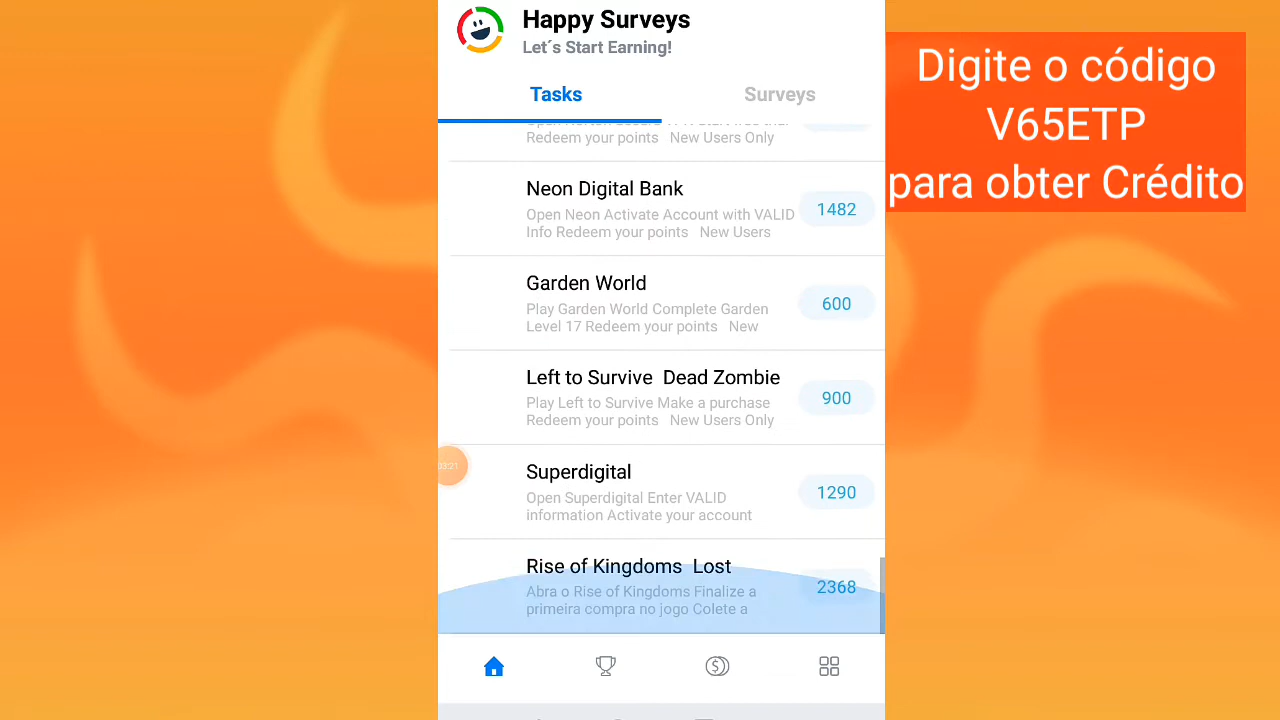 Happy Surveys
Let´s Start Earning!
Digite o código
V65ETP
para obter Crédito
Tasks
Surveys
Redeem your points New Users Only
Neon Digital Bank
Open Neon Activate Account with VALID
Info Redeem your points New Users
1482
Garden World
Play Garden World Complete Garden
Level 17 Redeem your points New
600
Left to Survive Dead Zombie
Play Left to Survive Make a purchase
Redeem your points New Users Only
900
03:21
Superdigital
Open Superdigital Enter VALID
information Activate your account
1290
Rise of Kingdoms Lost
Abra o Rise of Kingdoms Finalize a
primeira compra no jogo Colete a
2368